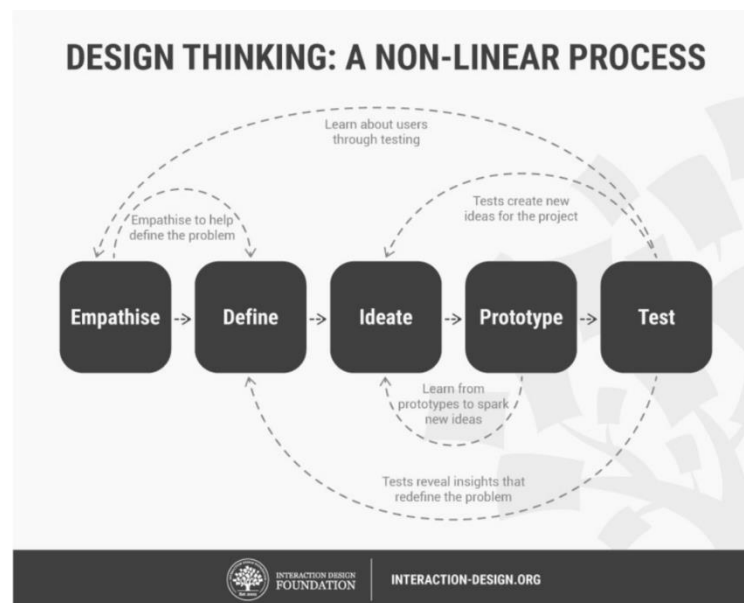 DESIGN THINKING: A NON-LINEAR PROCESS
Learn about users
through testing
Empathise to help
define the problem
Tests create new
ideas for the project
Empathise
Define
Ideate
Prototype
Test
Learn from
prototypes to spark
new ideas
Tests reveal insights that
redefine the problem
INTERACTION DESIGN
FOUNDATION
INTERACTION-DESIGN.ORG